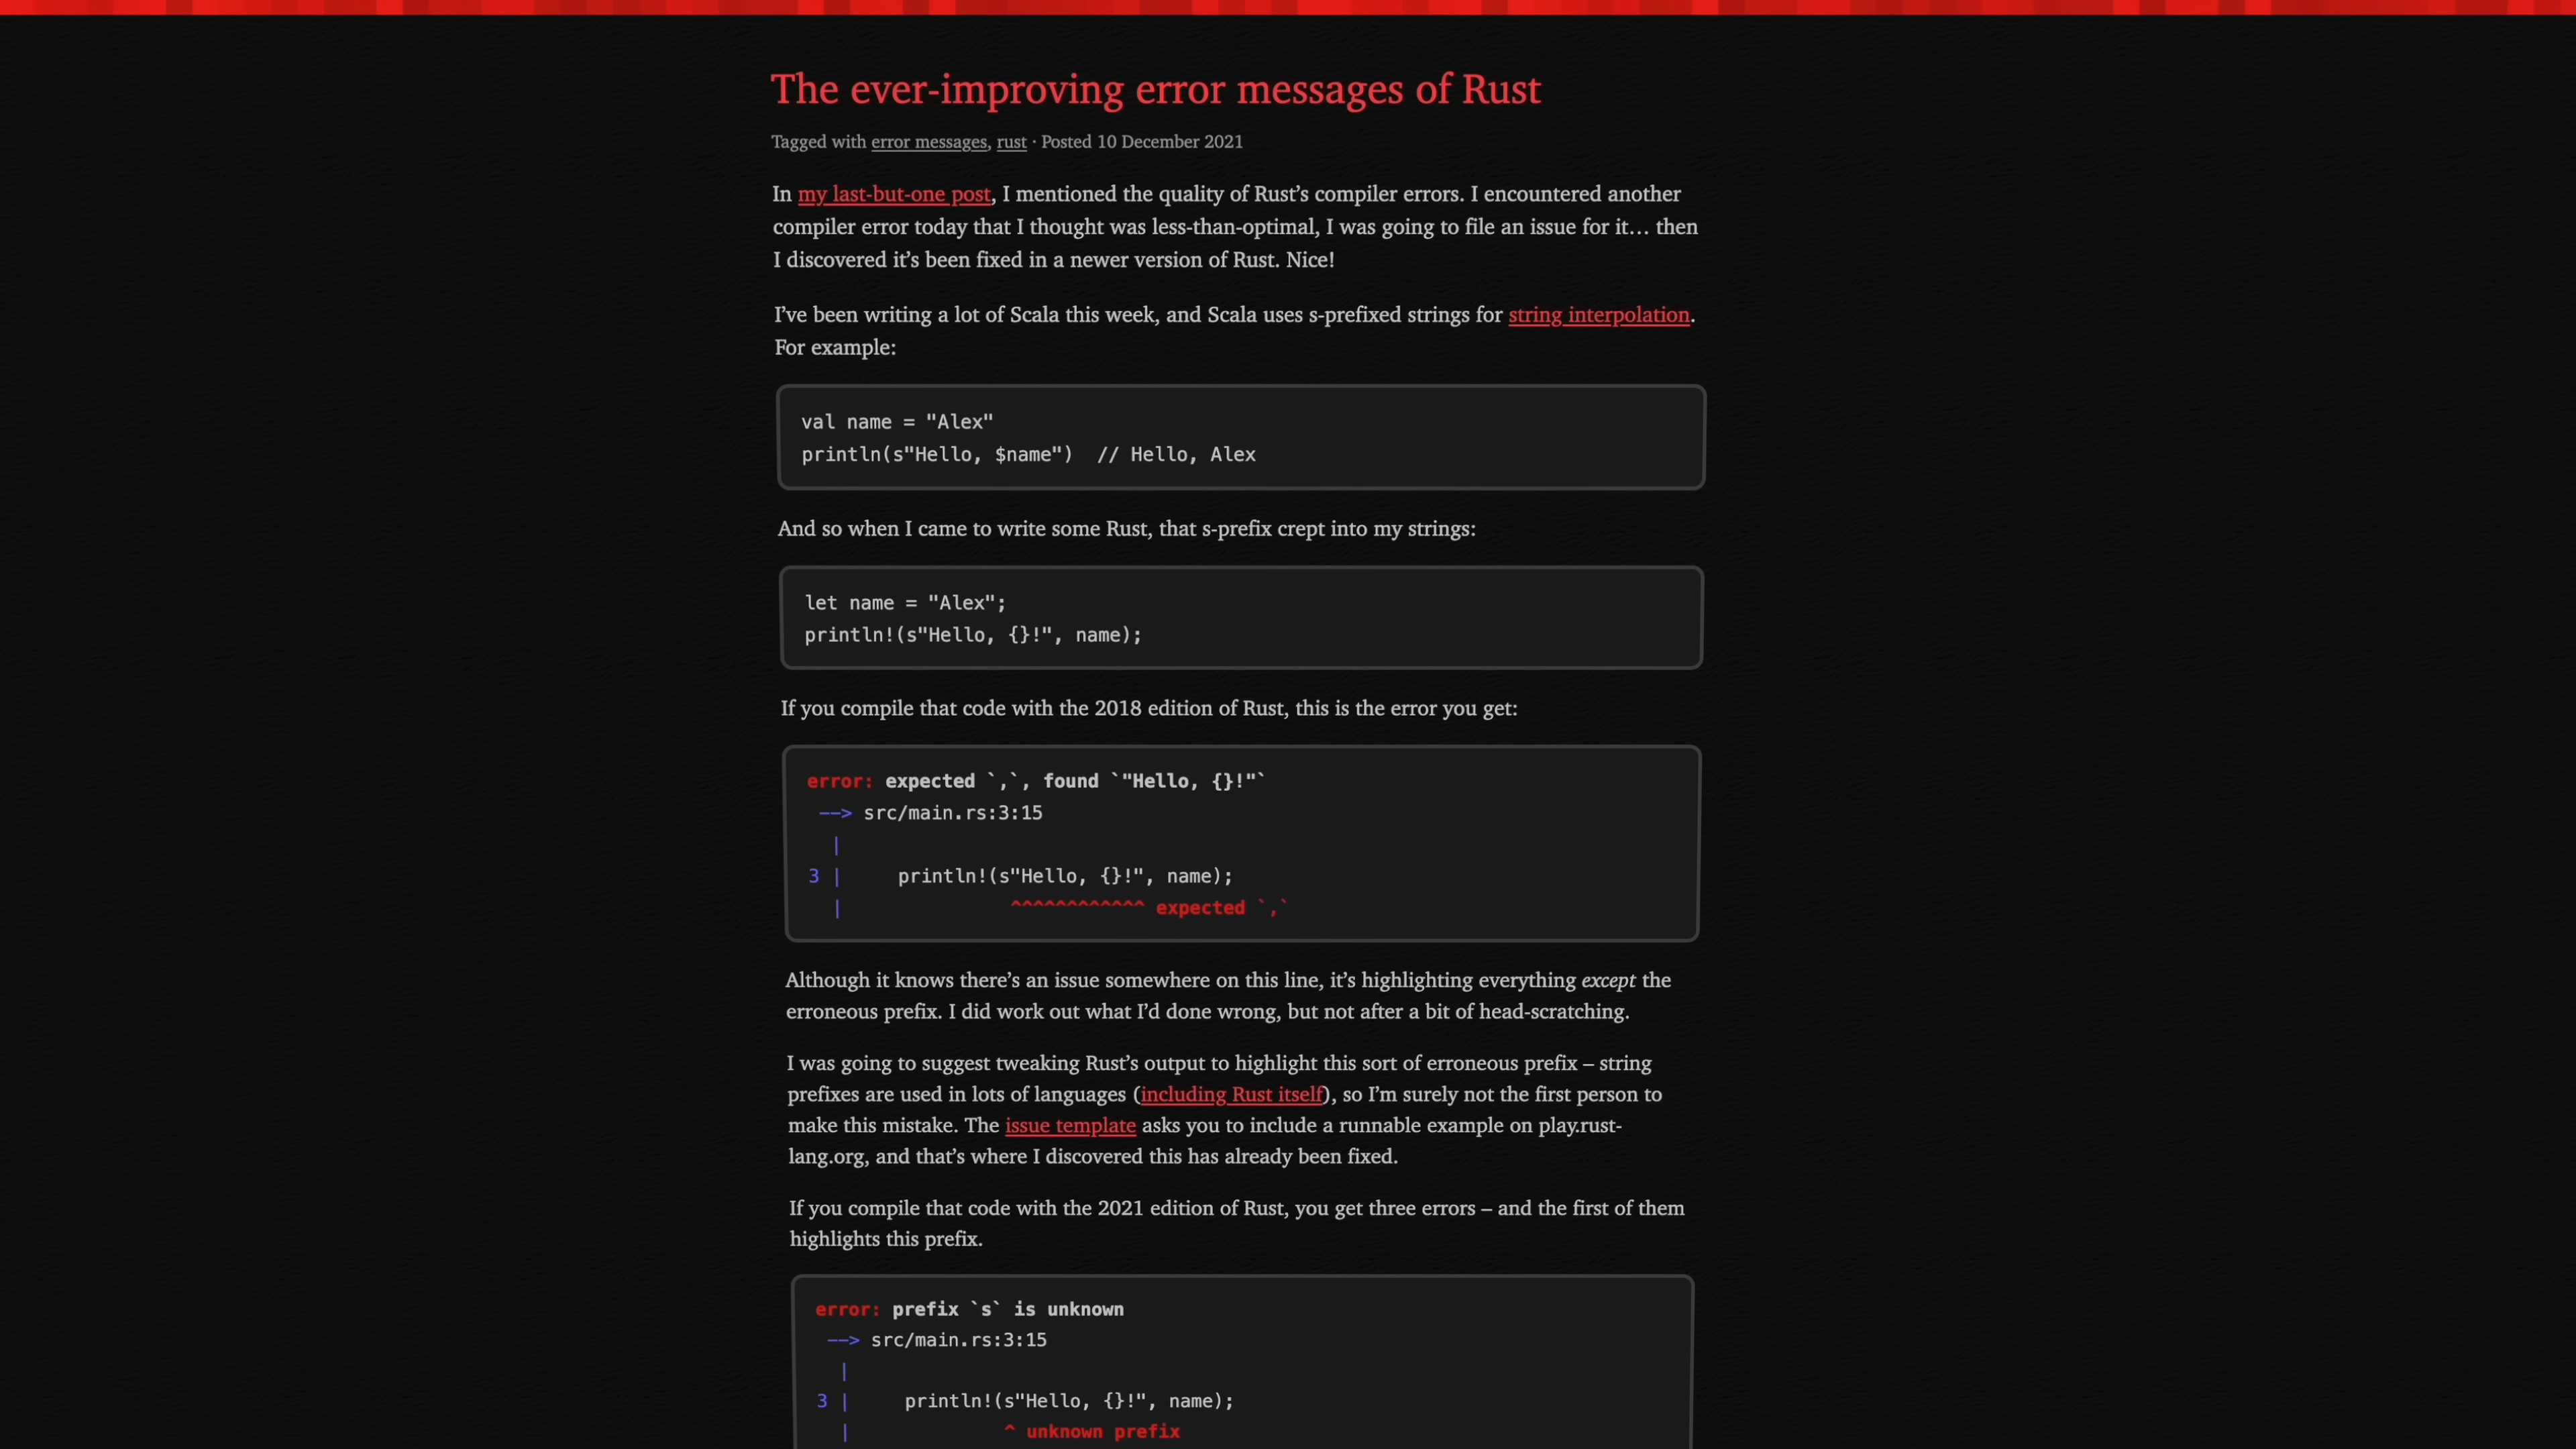 The ever-improving error messages of Rust
Tagged with error messages, rust · Posted 10 December 2021
In my last-but-one post, I mentioned the quality of Rust’s compiler errors. I encountered another
compiler error today that I thought was less-than-optimal, I was going to file an issue for it… then
I discovered it’s been fixed in a newer version of Rust. Nice!
I’ve been writing a lot of Scala this week, and Scala uses s-prefixed strings for string interpolation.
For example:
val name = "Alex"
println(s"Hello, $name")  // Hello, Alex
And so when I came to write some Rust, that s-prefix crept into my strings:
let name = "Alex";
println!(s"Hello, {}!", name);
If you compile that code with the 2018 edition of Rust, this is the error you get:
error: expected `,`, found `"Hello, {}!"`
 --> src/main.rs:3:15
  |
3 |     println!(s"Hello, {}!", name);
  |               ^^^^^^^^^^^^ expected `,`
Although it knows there’s an issue somewhere on this line, it’s highlighting everything except the
erroneous prefix. I did work out what I’d done wrong, but not after a bit of head-scratching.
I was going to suggest tweaking Rust’s output to highlight this sort of erroneous prefix – string
prefixes are used in lots of languages (including Rust itself), so I’m surely not the first person to
make this mistake. The issue template asks you to include a runnable example on play.rust-
lang.org, and that’s where I discovered this has already been fixed.
If you compile that code with the 2021 edition of Rust, you get three errors – and the first of them
highlights this prefix.
error: prefix `s` is unknown
 --> src/main.rs:3:15
  |
3 |     println!(s"Hello, {}!", name);
  |              ^ unknown prefix